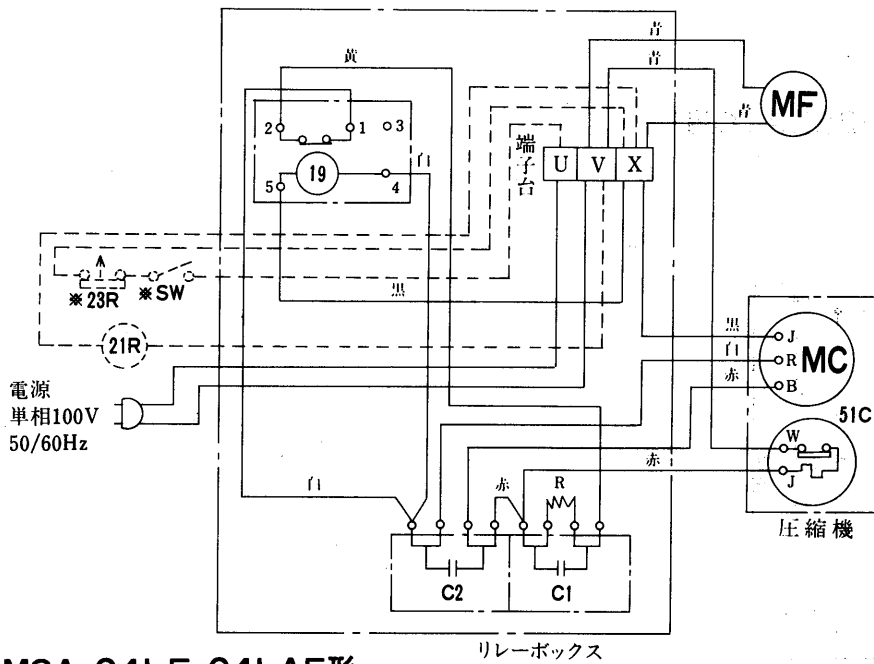 青
青
黄
MF
青
2
1
3
白
端子台
U
V
X
19
5
4
※23R
※SW
黒
21R
黒
J
白
R
MC
赤
B
電源
単相100V
50/60Hz
51C
W
赤
J
白
赤
R
圧縮機
C2
C1
リレーボックス